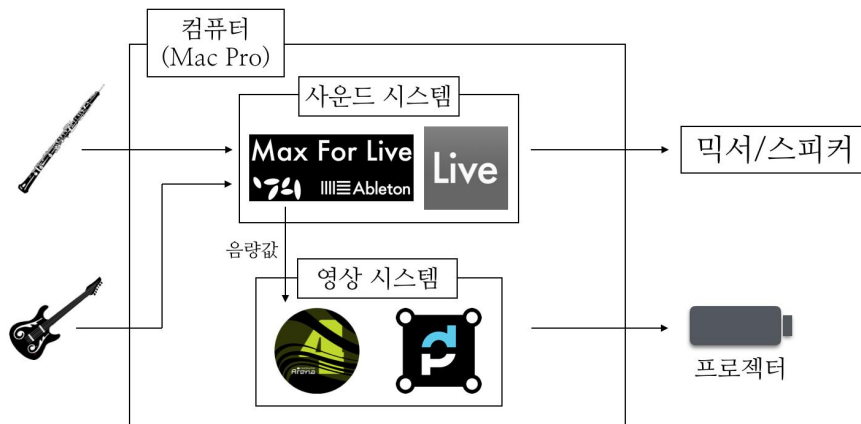 컴퓨터
(Mac Pro)
사운드 시스템
Max For Live
Ableton
Live
믹서/스피커
음량값
영상 시스템
Arena
프로젝터